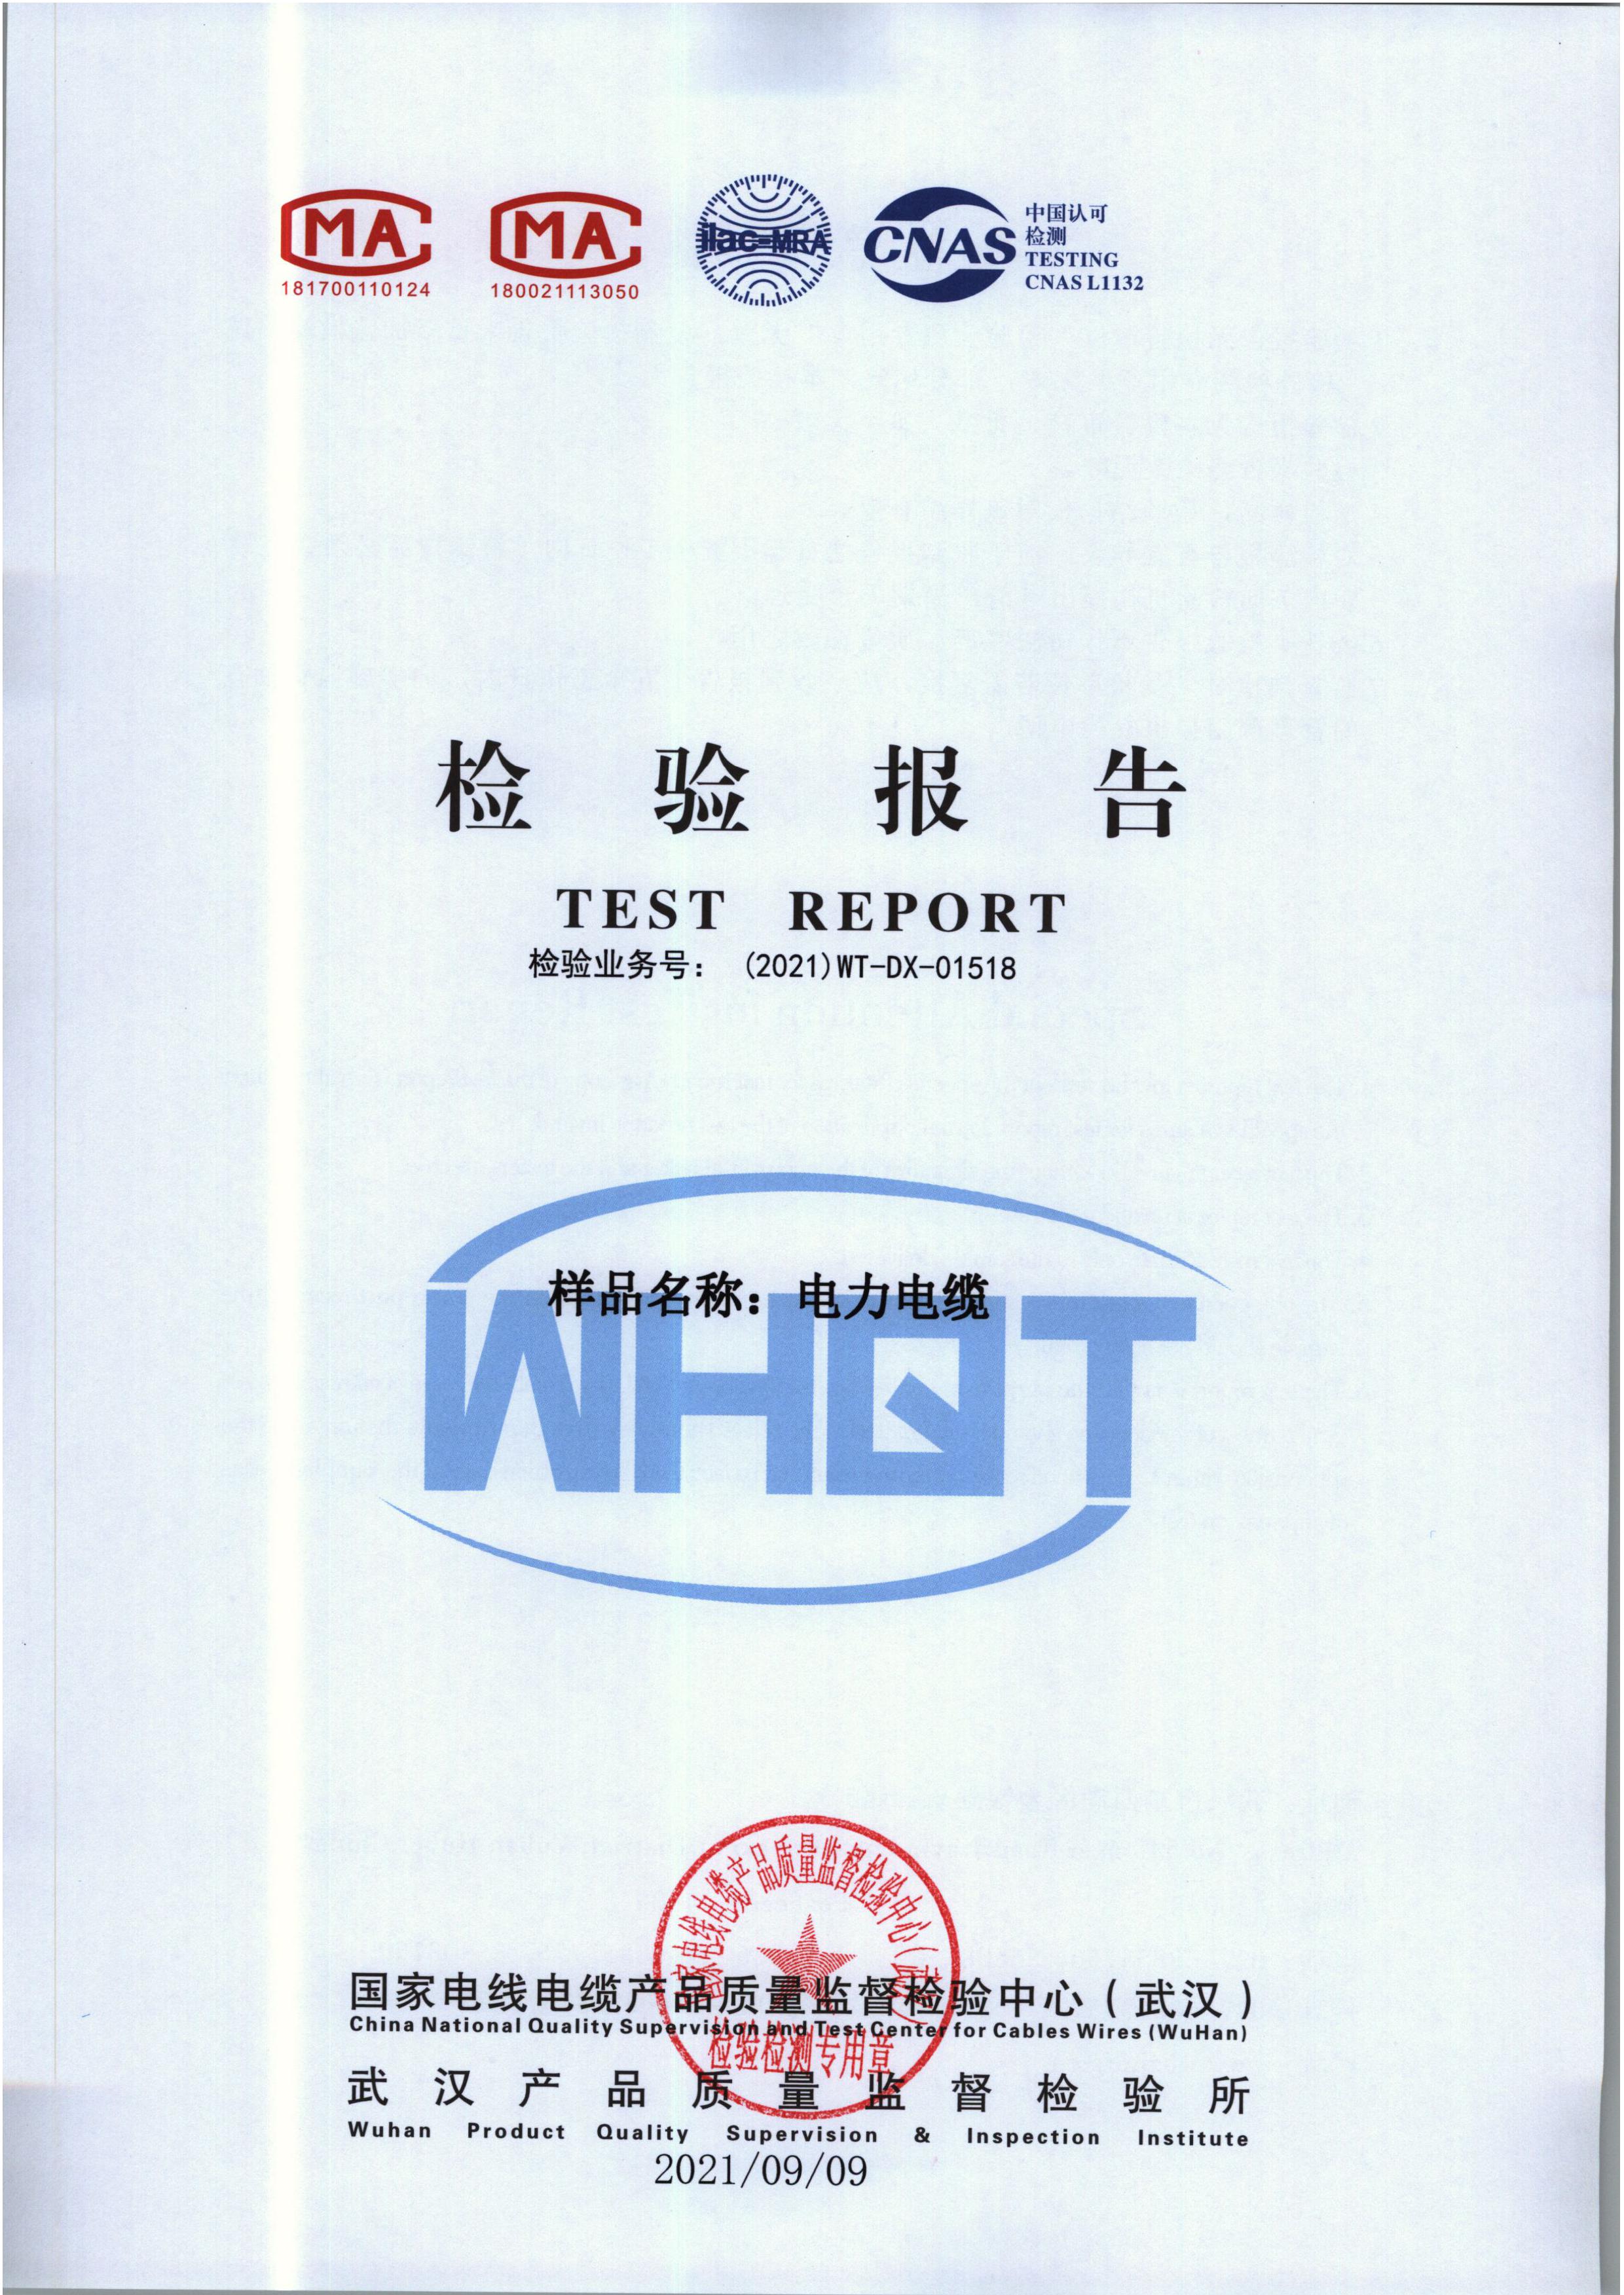 MA
181700110124
MA
180021113050
ilac-MRA
CNAS
中国认可
检测
TESTING
CNAS L1132
检验报告
TEST REPORT
检验业务号： (2021)WT-DX-01518
样品名称：电力电缆
WHQT
国家电线电缆产品质量监督检验中心(武汉)
检验检测专用章
国家电线电缆产品质量监督检验中心(武汉)
China National Quality Supervision and Test Center for Cables Wires (WuHan)
武汉产品质量监督检验所
Wuhan Product Quality Supervision & Inspection Institute
2021/09/09